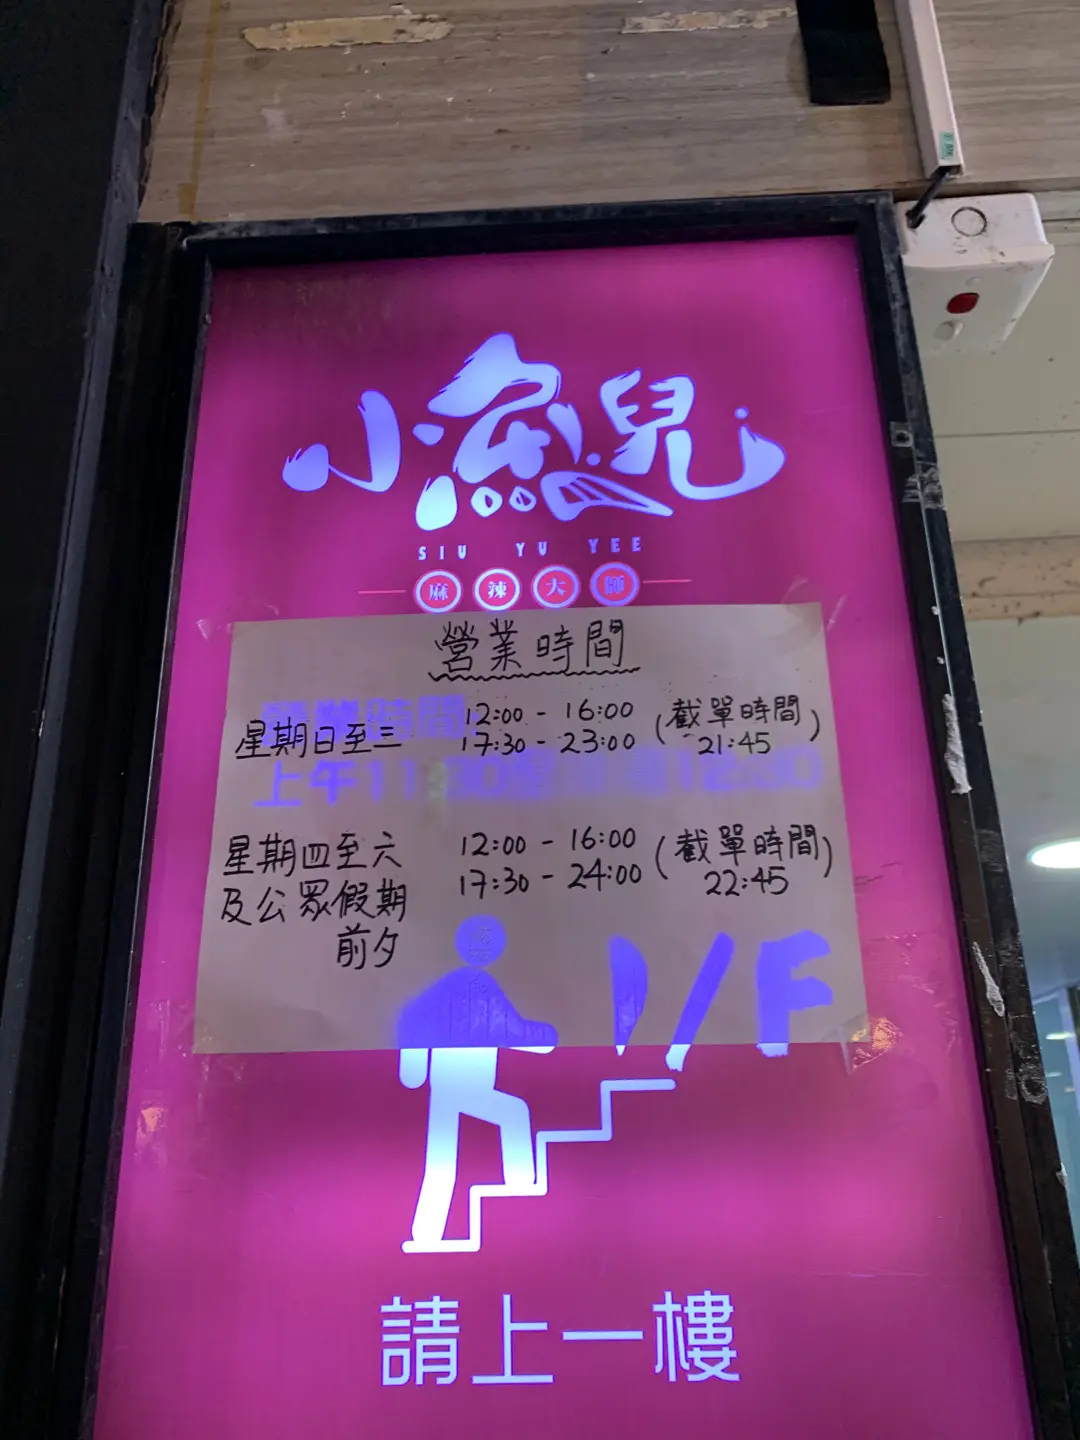 小魚兒
SIU YU YEE
麻辣大師
營業時間
星期日至三 12:00 - 16:00 (截單時間)
17:30 - 23:00 21:45
星期四至六 12:00 - 16:00 (截單時間)
及公眾假期 17:30 - 24:00 22:45
前夕
1/F
請上一樓